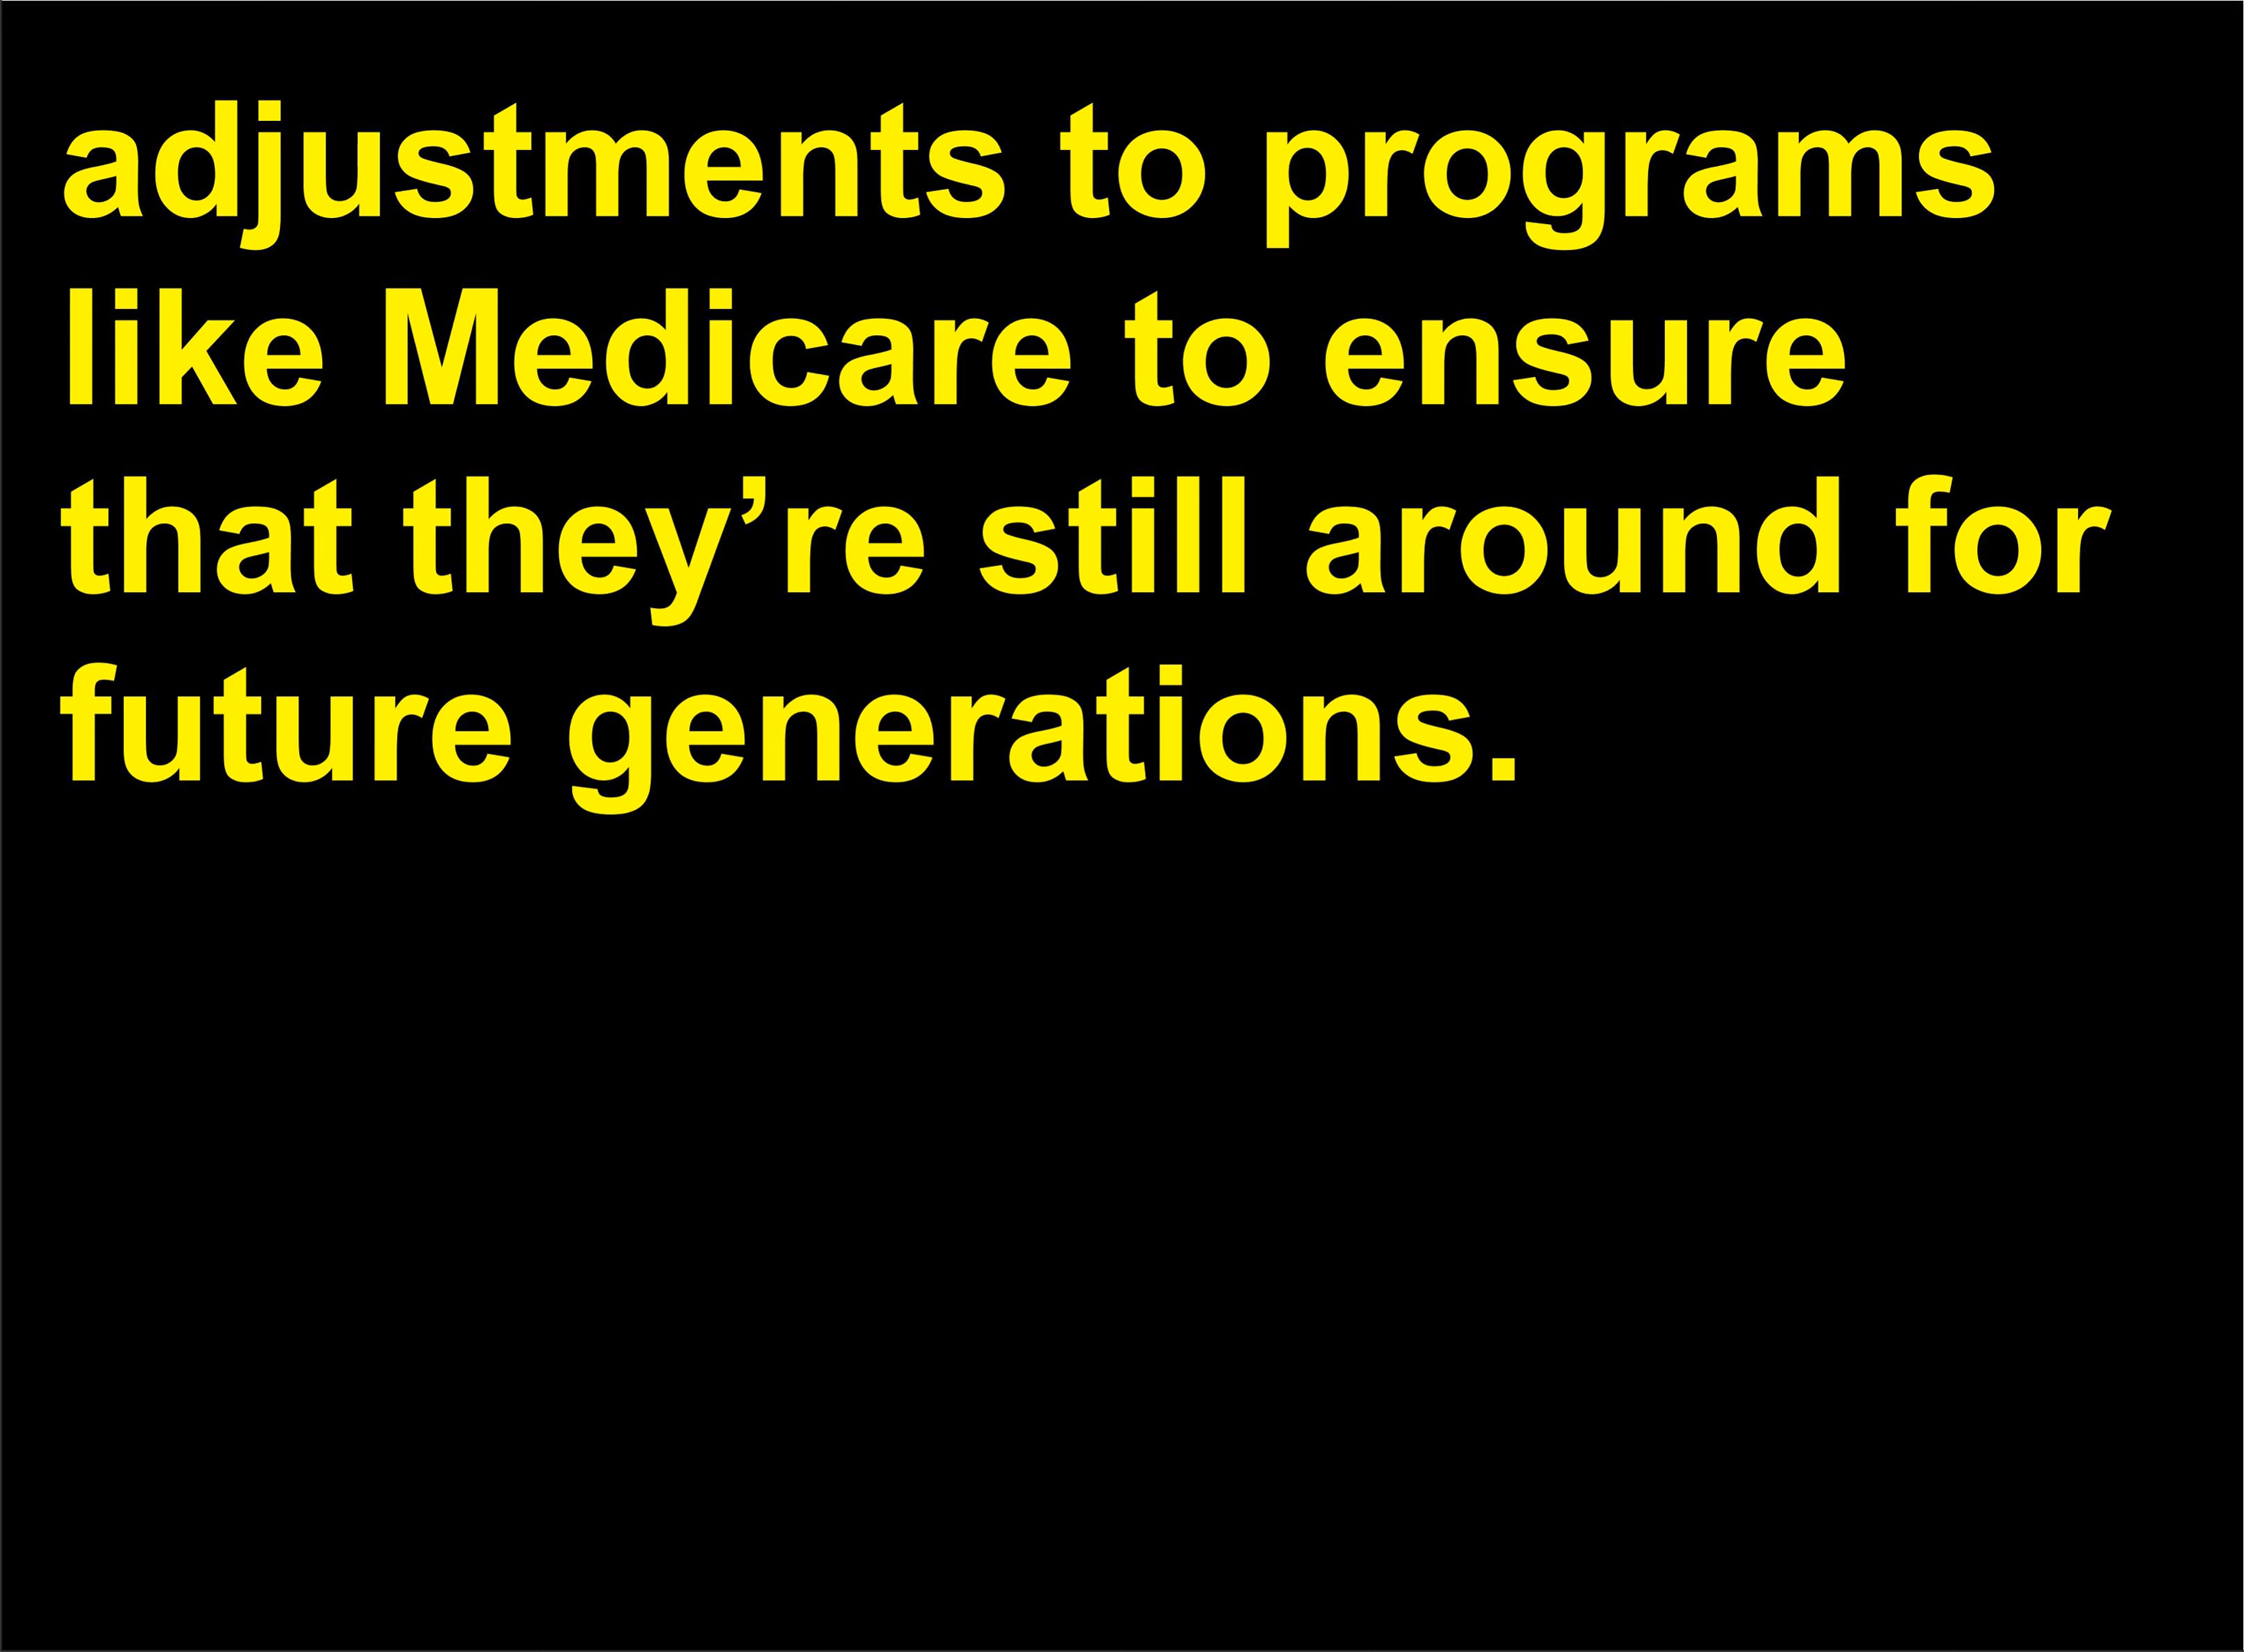 adjustments to programs
like Medicare to ensure
that they’re still around for
future generations.